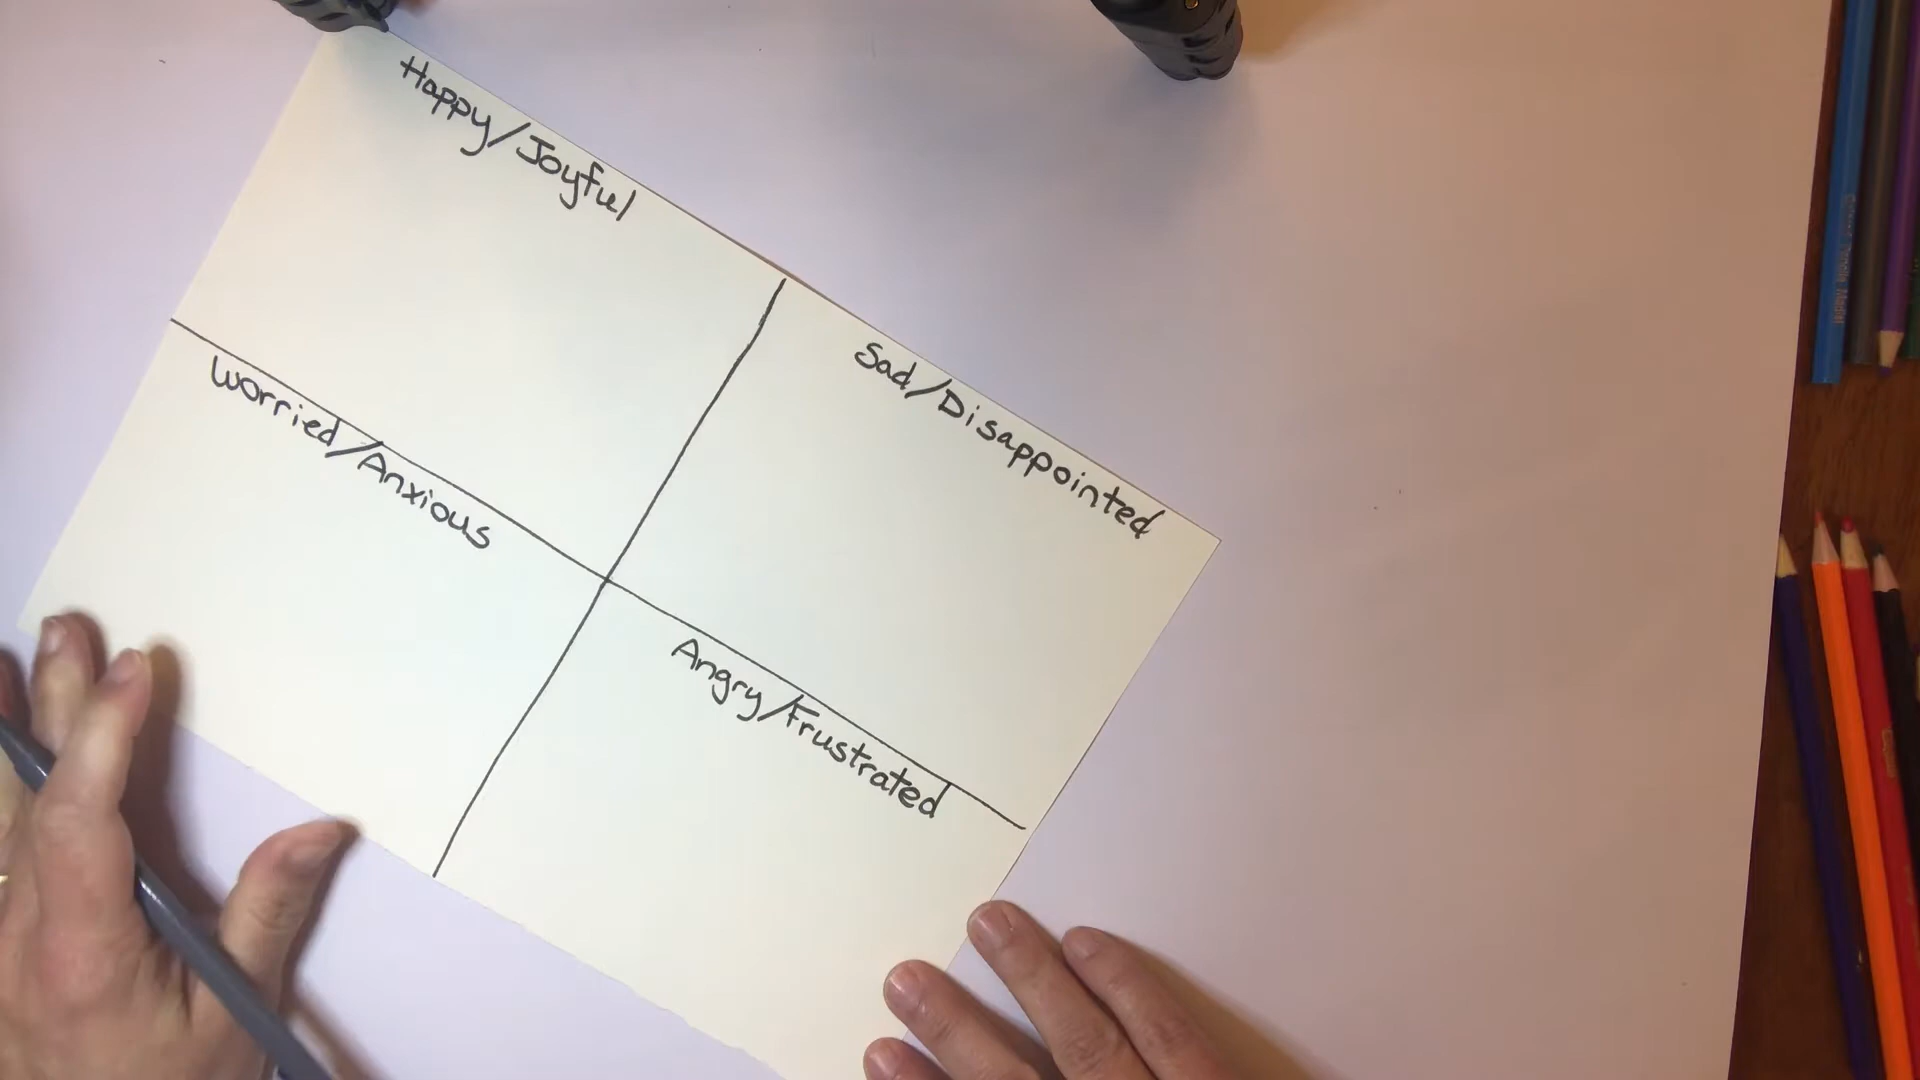 Happy/Joyful
Sad/Disappointed
Worried/Anxious
Angry/Frustrated